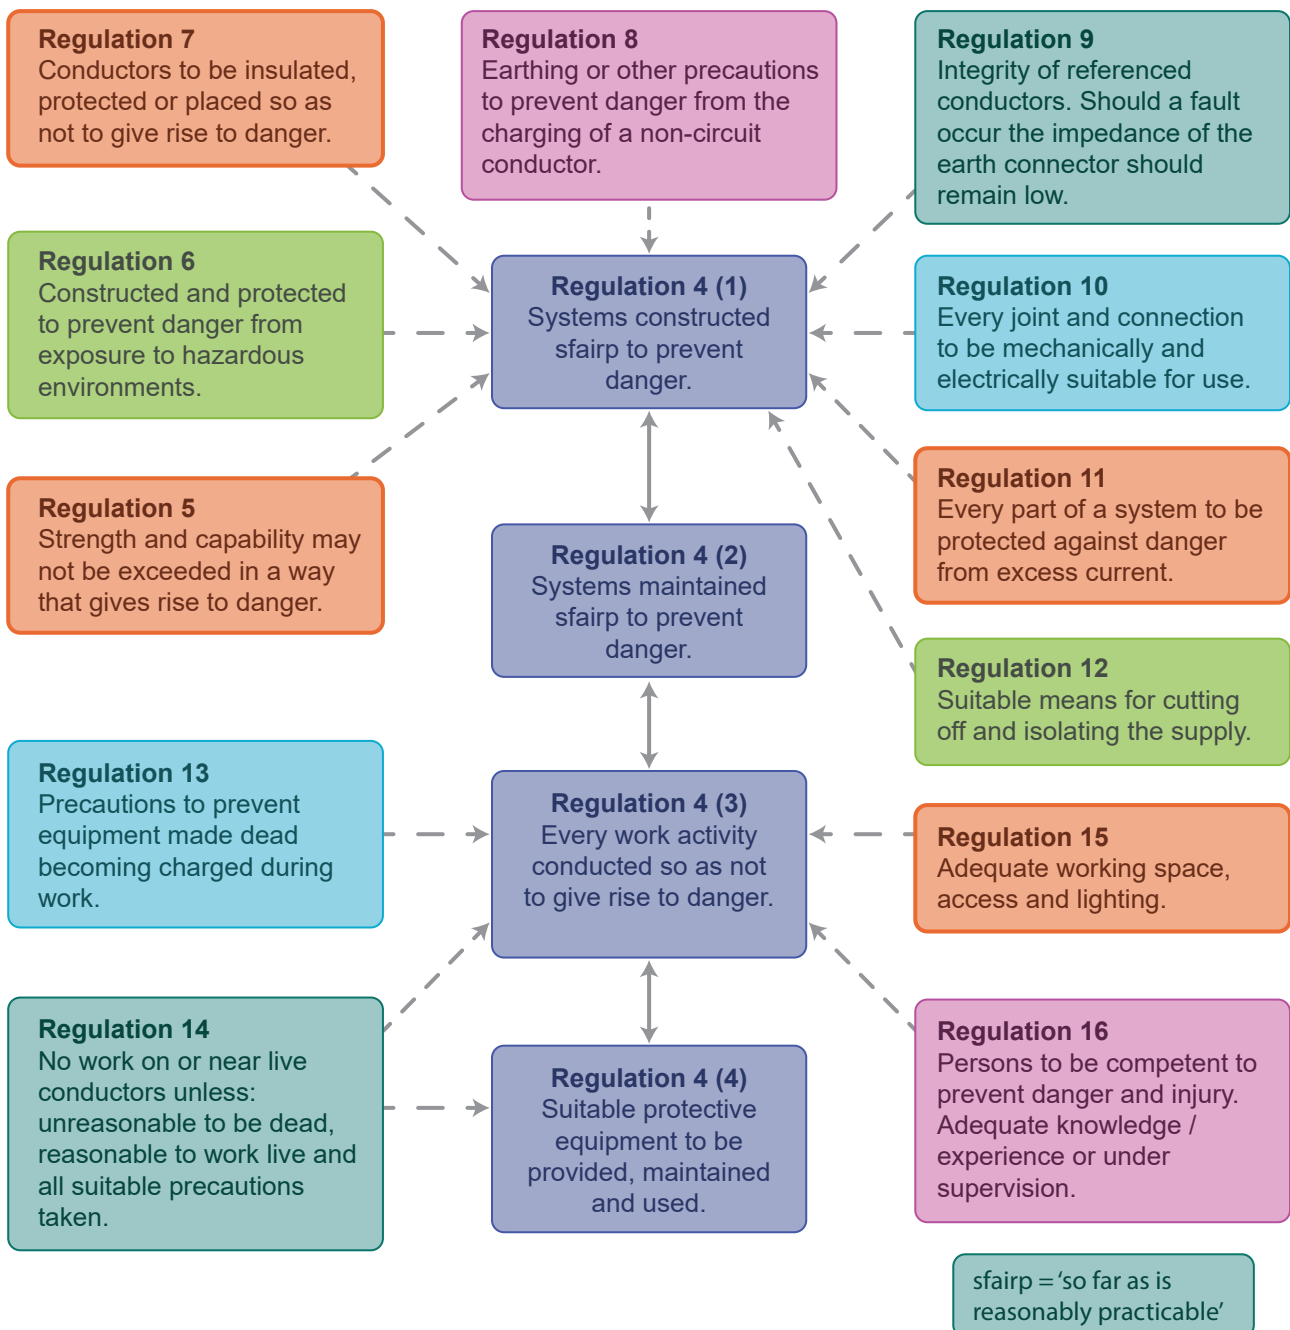 Regulation 7
Conductors to be insulated,
protected or placed so as
not to give rise to danger.
Regulation 8
Earthing or other precautions
to prevent danger from the
charging of a non-circuit
conductor.
Regulation 9
Integrity of referenced
conductors. Should a fault
occur the impedance of the
earth connector should
remain low.
Regulation 6
Constructed and protected
to prevent danger from
exposure to hazardous
environments.
Regulation 4 (1)
Systems constructed
sfairp to prevent
danger.
Regulation 10
Every joint and connection
to be mechanically and
electrically suitable for use.
Regulation 5
Strength and capability may
not be exceeded in a way
that gives rise to danger.
Regulation 4 (2)
Systems maintained
sfairp to prevent
danger.
Regulation 11
Every part of a system to be
protected against danger
from excess current.
Regulation 12
Suitable means for cutting
off and isolating the supply.
Regulation 13
Precautions to prevent
equipment made dead
becoming charged during
work.
Regulation 4 (3)
Every work activity
conducted so as not
to give rise to danger.
Regulation 15
Adequate working space,
access and lighting.
Regulation 14
No work on or near live
conductors unless:
unreasonable to be dead,
reasonable to work live and
all suitable precautions
taken.
Regulation 4 (4)
Suitable protective
equipment to be
provided, maintained
and used.
Regulation 16
Persons to be competent to
prevent danger and injury.
Adequate knowledge /
experience or under
supervision.
sfairp = ‘so far as is
reasonably practicable’